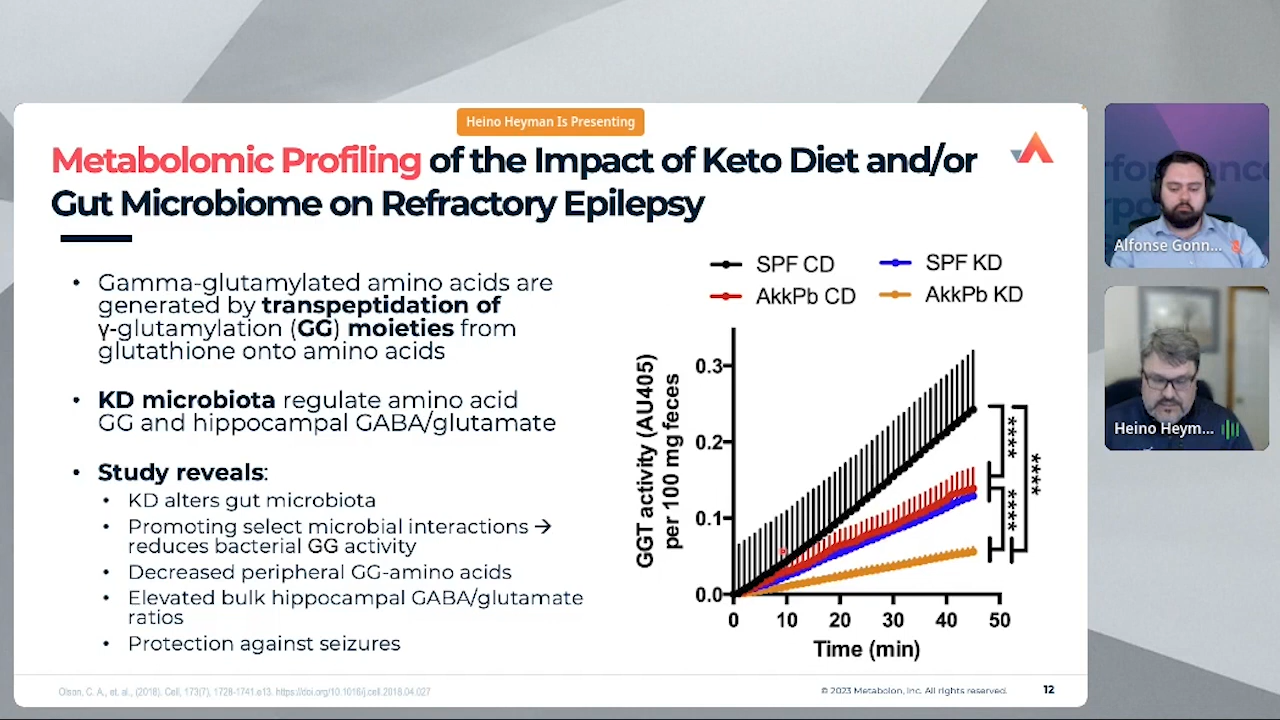 Heino Heyman Is Presenting
Metabolomic Profiling of the Impact of Keto Diet and/or
Gut Microbiome on Refractory Epilepsy
• Gamma-glutamylated amino acids are
generated by transpeptidation of
γ-glutamylation (GG) moieties from
glutathione onto amino acids
• KD microbiota regulate amino acid
GG and hippocampal GABA/glutamate
• Study reveals:
• KD alters gut microbiota
• Promoting select microbial interactions →
reduces bacterial GG activity
• Decreased peripheral GG-amino acids
• Elevated bulk hippocampal GABA/glutamate
ratios
• Protection against seizures
SPF CD
SPF KD
AkkPb CD
AkkPb KD
GGT activity (AU405)
per 100 mg feces
0.3
0.2
0.1
0.0
0 10 20 30 40 50
Time (min)
****
****
****
Olson, C. A., et. al., (2018). Cell, 173(7), 1728-1741.e13. https://doi.org/10.1016/j.cell.2018.04.027
© 2023 Metabolon, Inc. All rights reserved.
12
Alfonse Gonn...
Heino Heym...